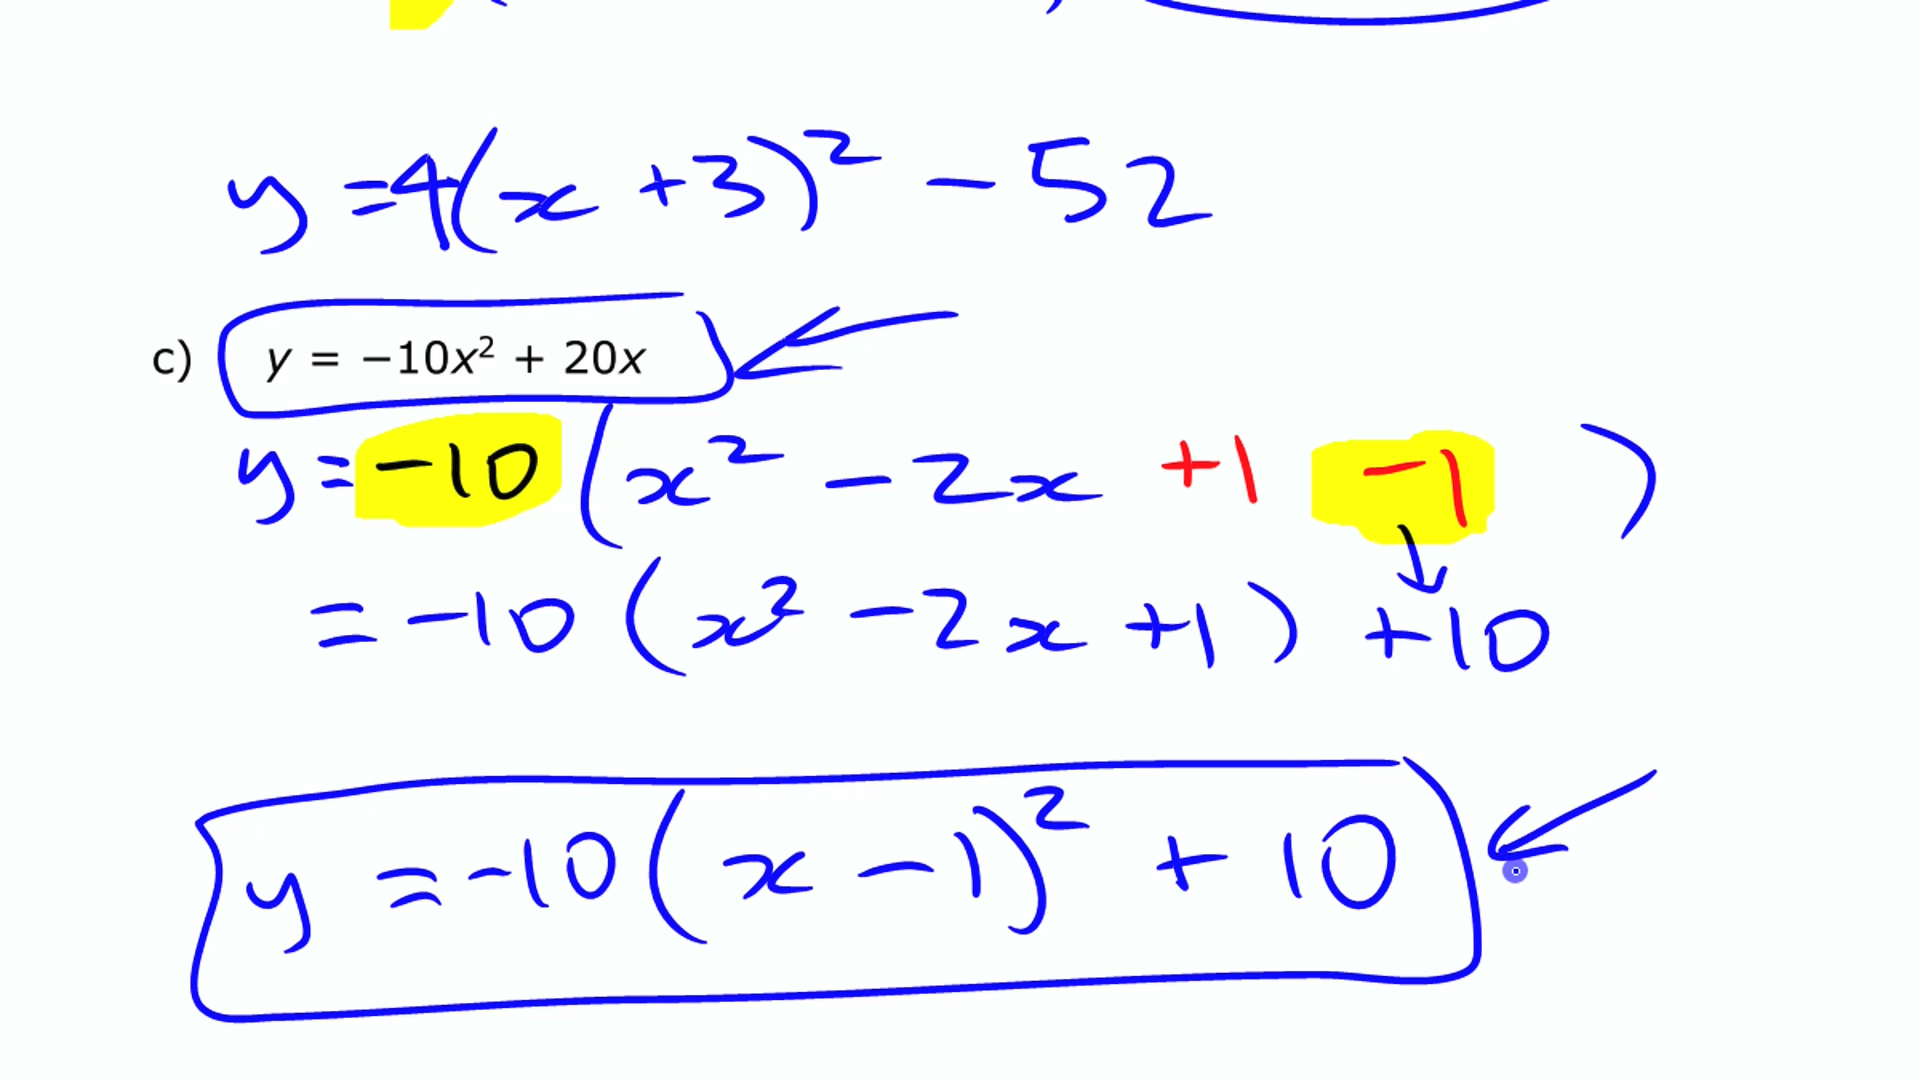 y = 4(x + 3)² − 52
c) y = −10x² + 20x
y = −10(x² − 2x + 1 − 1)
= −10(x² − 2x + 1) + 10
y = −10(x − 1)² + 10